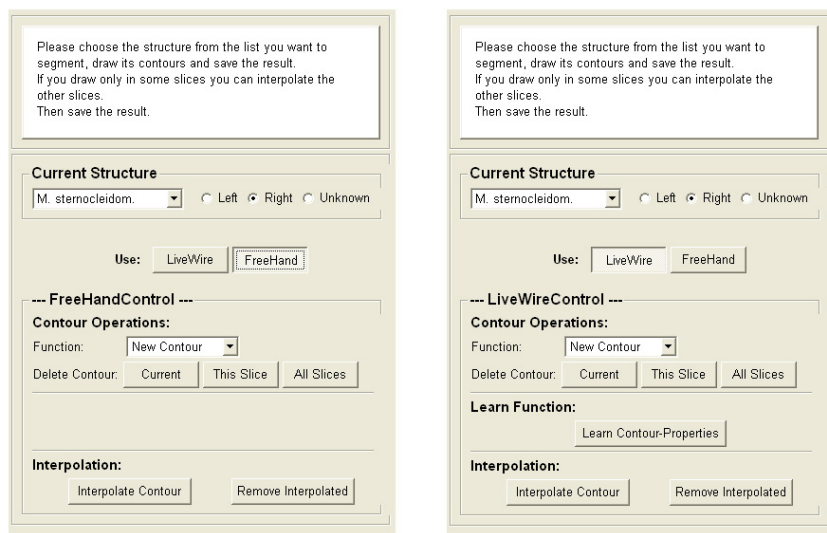 Please choose the structure from the list you want to
segment, draw its contours and save the result.
If you draw only in some slices you can interpolate the
other slices.
Then save the result.
Current Structure
M. sternocleidom. Left Right Unknown
Use: LiveWire FreeHand
--- FreeHandControl ---
Contour Operations:
Function: New Contour
Delete Contour: Current This Slice All Slices
Interpolation:
Interpolate Contour Remove Interpolated
Please choose the structure from the list you want to
segment, draw its contours and save the result.
If you draw only in some slices you can interpolate the
other slices.
Then save the result.
Current Structure
M. sternocleidom. Left Right Unknown
Use: LiveWire FreeHand
--- LiveWireControl ---
Contour Operations:
Function: New Contour
Delete Contour: Current This Slice All Slices
Learn Function:
Learn Contour-Properties
Interpolation:
Interpolate Contour Remove Interpolated